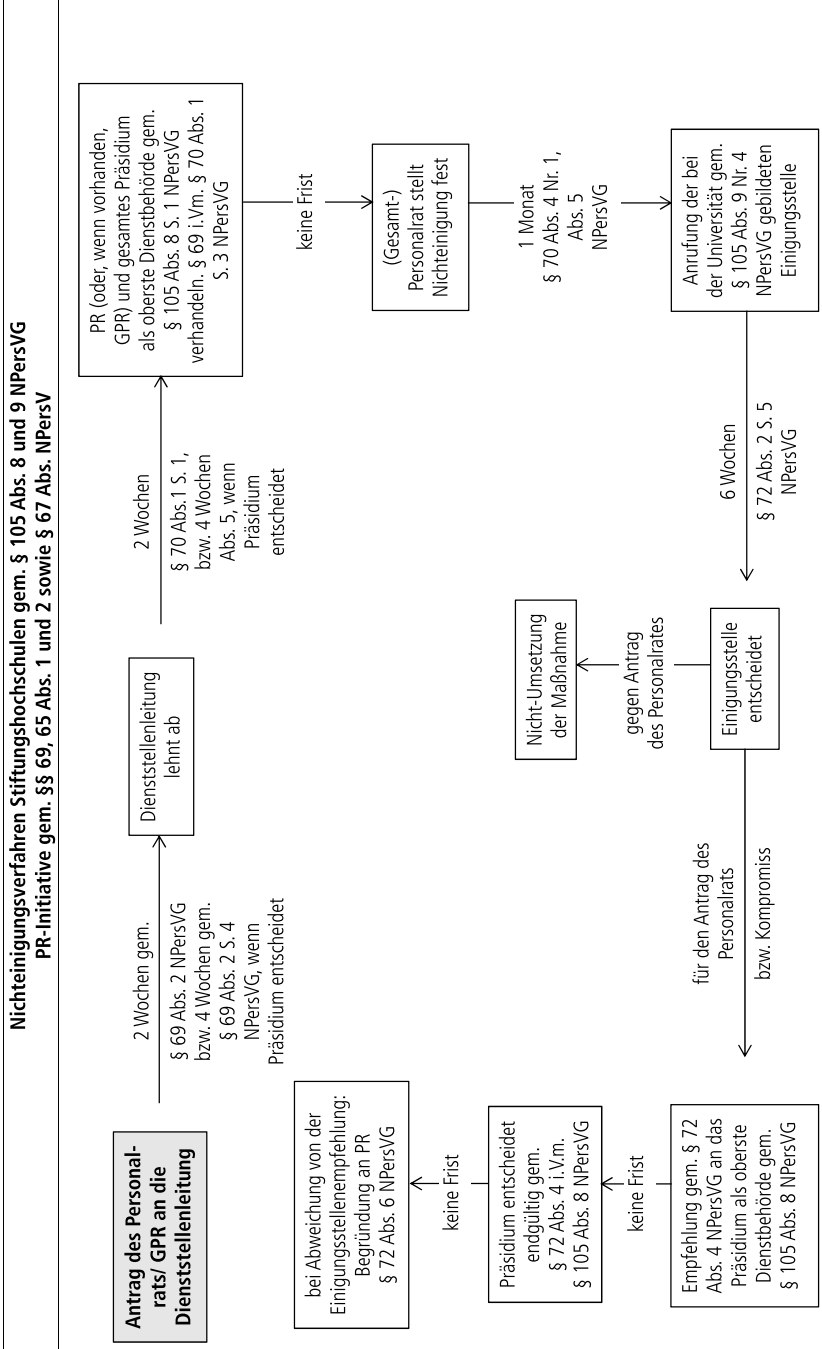 Nichteinigungsverfahren Stiftungshochschulen gem. § 105 Abs. 8 und 9 NPersVG
PR-Initiative gem. §§ 69, 65 Abs. 1 und 2 sowie § 67 Abs. NPersV
Antrag des Personal-
rats/ GPR an die
Dienststellenleitung
2 Wochen gem.
§ 69 Abs. 2 NPersVG
bzw. 4 Wochen gem.
§ 69 Abs. 2 S. 4
NPersVG, wenn
Präsidium entscheidet
Dienststellenleitung
lehnt ab
2 Wochen
§ 70 Abs.1 S. 1,
bzw. 4 Wochen
Abs. 5, wenn
Präsidium
entscheidet
PR (oder, wenn vorhanden,
GPR) und gesamtes Präsidium
als oberste Dienstbehörde gem.
§ 105 Abs. 8 S. 1 NPersVG
verhandeln. § 69 i.Vm. § 70 Abs. 1
S. 3 NPersVG
keine Frist
(Gesamt-)
Personalrat stellt
Nichteinigung fest
1 Monat
§ 70 Abs. 4 Nr. 1,
Abs. 5
NPersVG
Anrufung der bei
der Universität gem.
§ 105 Abs. 9 Nr. 4
NPersVG gebildeten
Einigungsstelle
6 Wochen
§ 72 Abs. 2 S. 5
NPersVG
Einigungsstelle
entscheidet
gegen Antrag
des Personalrates
Nicht-Umsetzung
der Maßnahme
für den Antrag des
Personalrats
bzw. Kompromiss
Empfehlung gem. § 72
Abs. 4 NPersVG an das
Präsidium als oberste
Dienstbehörde gem.
§ 105 Abs. 8 NPersVG
keine Frist
Präsidium entscheidet
endgültig gem.
§ 72 Abs. 4 i.V.m.
§ 105 Abs. 8 NPersVG
keine Frist
bei Abweichung von der
Einigungsstellenempfehlung:
Begründung an PR
§ 72 Abs. 6 NPersVG